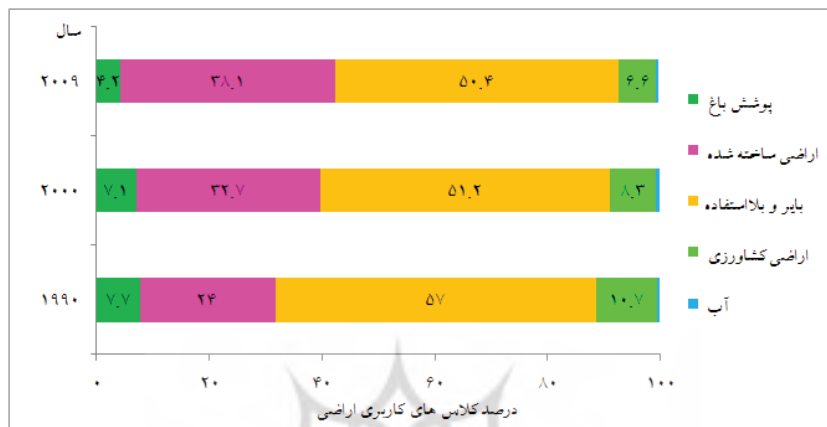 سال
۲۰۰۹
۴.۲ ۳۸.۱ ۵۰.۴ ۶.۶
۲۰۰۰
۷.۱ ۳۲.۷ ۵۱.۲ ۸.۳
۱۹۹۰
۷.۷ ۲۴ ۵۷ ۱۰.۷
۰ ۲۰ ۴۰ ۶۰ ۸۰ ۱۰۰
درصد کلاس های کاربری اراضی
پوشش باغ
اراضی ساخته شده
بایر و بلااستفاده
اراضی کشاورزی
آب